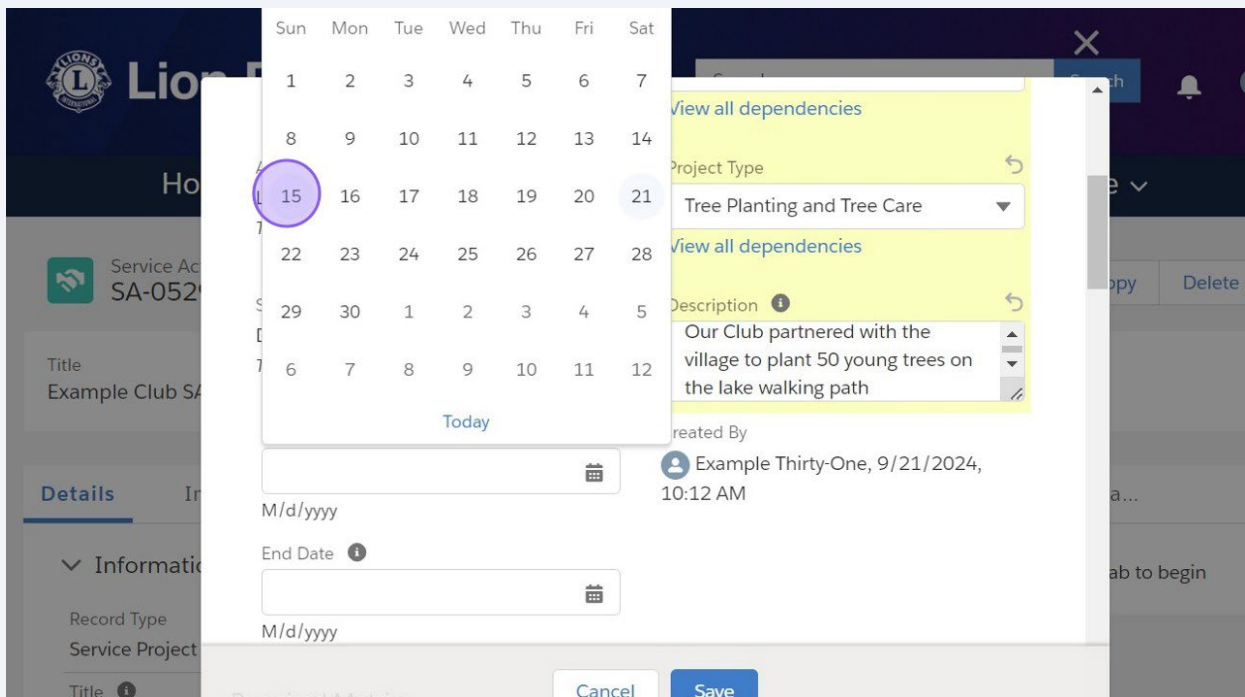 Sun Mon Tue Wed Thu Fri Sat
1 2 3 4 5 6 7
8 9 10 11 12 13 14
15 16 17 18 19 20 21
22 23 24 25 26 27 28
29 30 1 2 3 4 5
6 7 8 9 10 11 12
Today
LIONS
L
INTERNATIONAL
Lion
Ho
View all dependencies
Project Type
Tree Planting and Tree Care
View all dependencies
Description
Our Club partnered with the
village to plant 50 young trees on
the lake walking path
Created By
Example Thirty-One, 9/21/2024,
10:12 AM
M/d/yyyy
End Date
M/d/yyyy
Cancel Save
Service Ac
SA-0529
Delete
Title
Example Club SA
Details
Informatio
ab to begin
Record Type
Service Project
Title